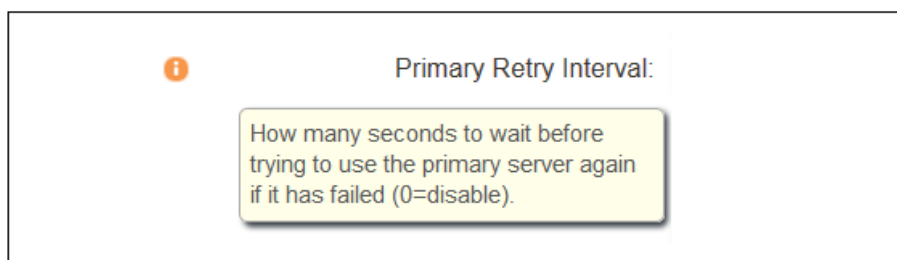 Primary Retry Interval:
How many seconds to wait before
trying to use the primary server again
if it has failed (0=disable).